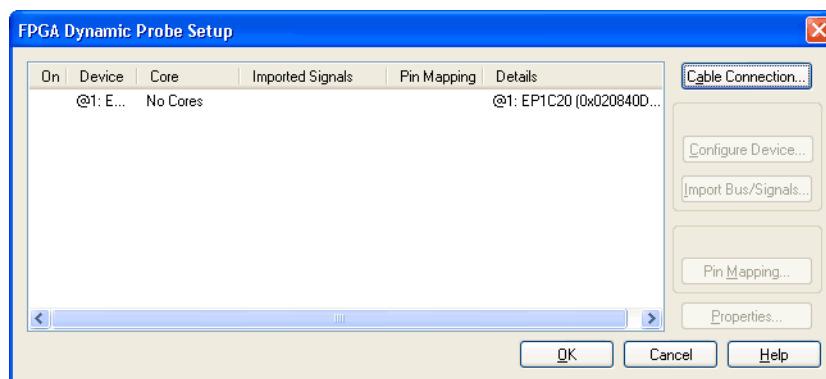 FPGA Dynamic Probe Setup
On Device Core Imported Signals Pin Mapping Details
@1: E... No Cores @1: EP1C20 (0x020840D...
Cable Connection...
Configure Device...
Import Bus/Signals...
Pin Mapping...
Properties...
OK Cancel Help